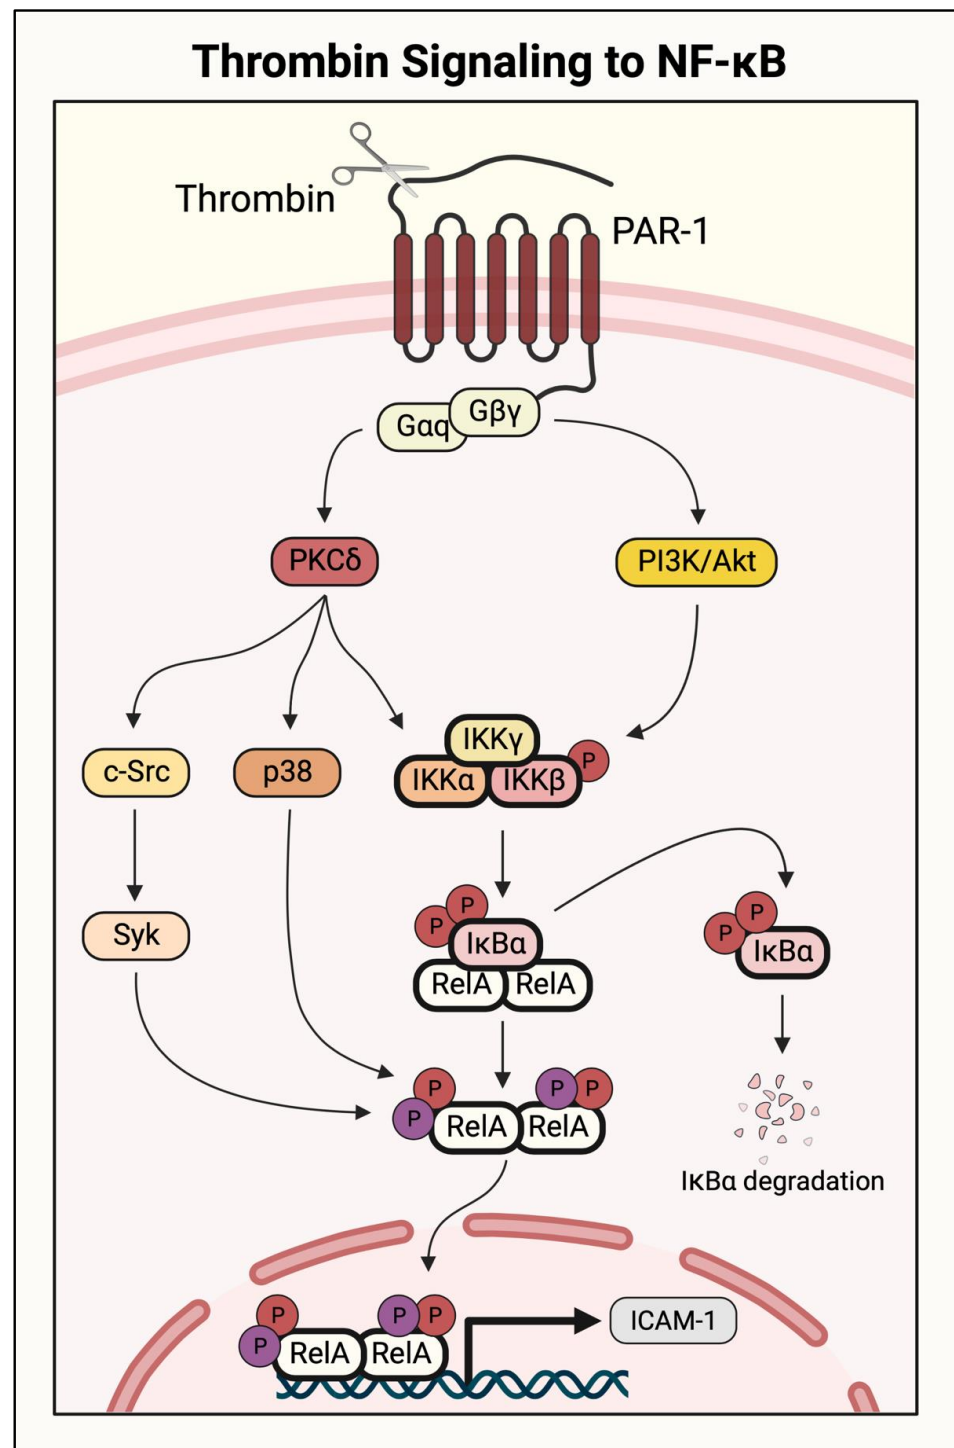 Thrombin Signaling to NF-κB
Thrombin
PAR-1
Gαq
Gβγ
PKCδ
PI3K/Akt
c-Src
p38
IKKγ
IKKα
IKKβ
P
Syk
P
P
IκBα
RelA
RelA
P
P
IκBα
P
P
RelA
P
P
RelA
IκBα degradation
P
P
RelA
P
P
RelA
ICAM-1